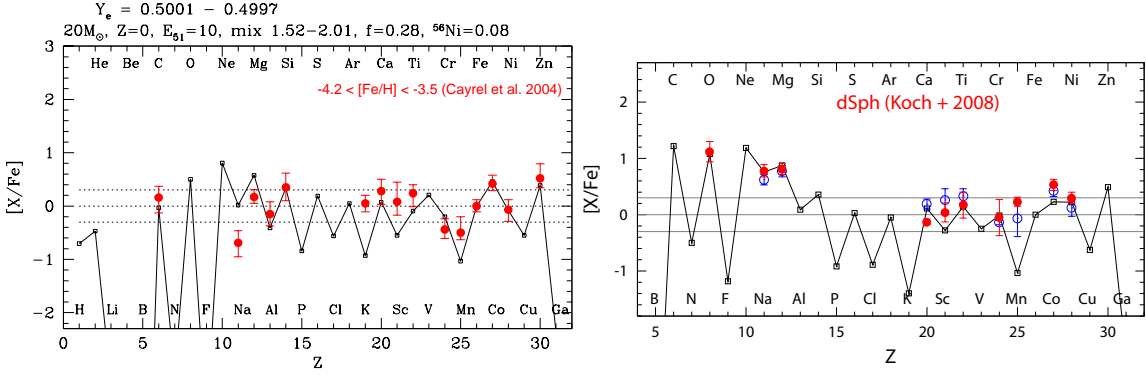 Yₑ = 0.5001 − 0.4997
20M☉, Z=0, E₅₁=10, mix 1.52−2.01, f=0.28, ⁵⁶Ni=0.08
He Be C O Ne Mg Si S Ar Ca Ti Cr Fe Ni Zn
-4.2 < [Fe/H] < -3.5 (Cayrel et al. 2004)
H Li B N F Na Al P Cl K Sc V Mn Co Cu Ga
3
2
1
0
-1
-2
[X/Fe]
0 5 10 15 20 25 30
Z
C O Ne Mg Si S Ar Ca Ti Cr Fe Ni Zn
dSph (Koch + 2008)
B N F Na Al P Cl K Sc V Mn Co Cu Ga
2
1
0
-1
[X/Fe]
5 10 15 20 25 30
Z